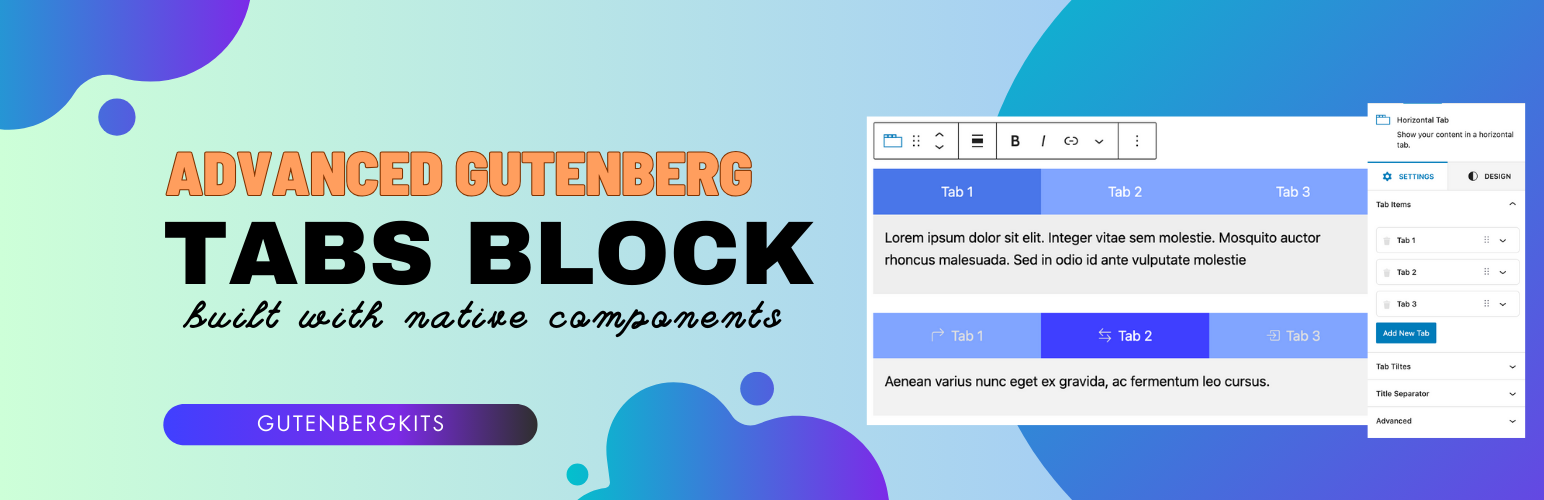 ADVANCED GUTENBERG
TABS BLOCK
built with native components
GUTENBERGKITS
B I
Tab 1 Tab 2 Tab 3
Lorem ipsum dolor sit elit. Integer vitae sem molestie. Mosquito auctor
rhoncus malesuada. Sed in odio id ante vulputate molestie
Tab 1 Tab 2 Tab 3
Aenean varius nunc eget ex gravida, ac fermentum leo cursus.
Horizontal Tab
Show your content in a horizontal
tab.
SETTINGS DESIGN
Tab Items
Tab 1
Tab 2
Tab 3
Add New Tab
Tab Tiltes
Title Separator
Advanced